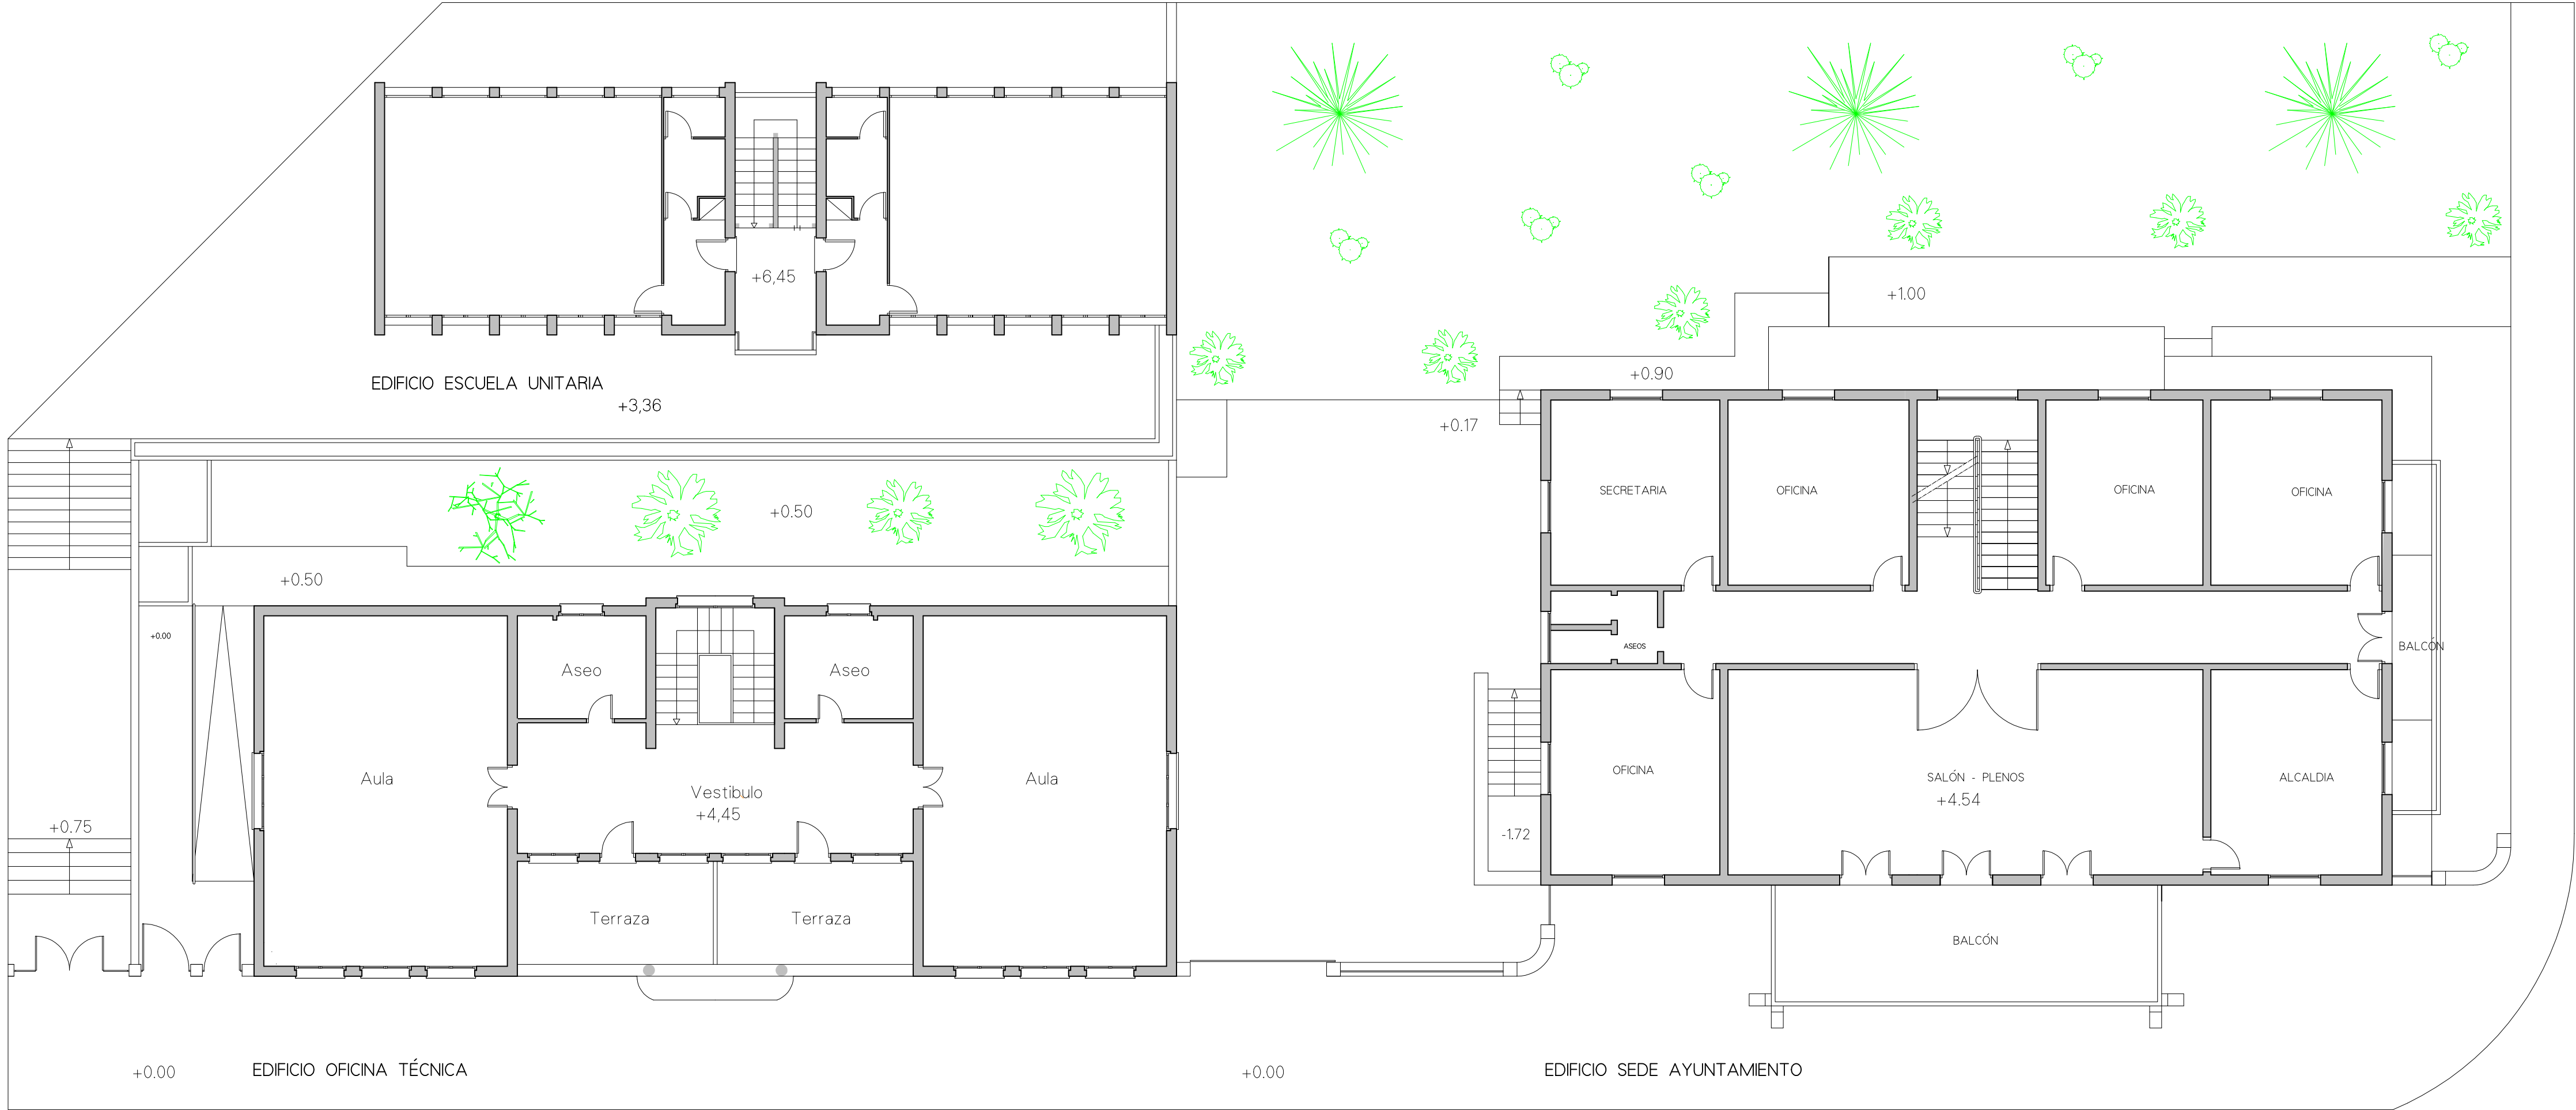 +6,45
+1.00
EDIFICIO ESCUELA UNITARIA
+0.90
+3,36
+0.17
SECRETARIA
OFICINA
OFICINA
OFICINA
+0.50
+0.50
+0.00
ASEOS
BALCÓN
Aseo
Aseo
Aula
Vestíbulo
+4,45
Aula
OFICINA
SALÓN - PLENOS
+4.54
ALCALDIA
+0.75
-1.72
Terraza
Terraza
BALCÓN
+0.00
EDIFICIO OFICINA TÉCNICA
+0.00
EDIFICIO SEDE AYUNTAMIENTO